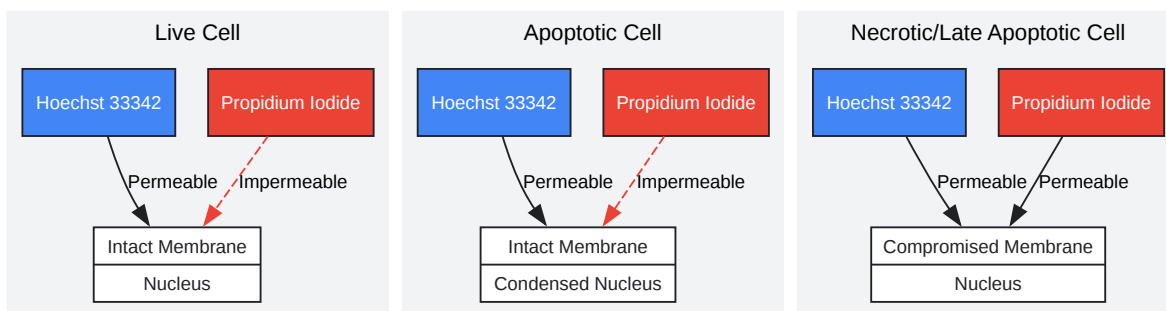 Live Cell
Hoechst 33342
Propidium Iodide
Permeable
Impermeable
Intact Membrane
Nucleus
Apoptotic Cell
Hoechst 33342
Propidium Iodide
Permeable
Impermeable
Intact Membrane
Condensed Nucleus
Necrotic/Late Apoptotic Cell
Hoechst 33342
Propidium Iodide
Permeable
Permeable
Compromised Membrane
Nucleus